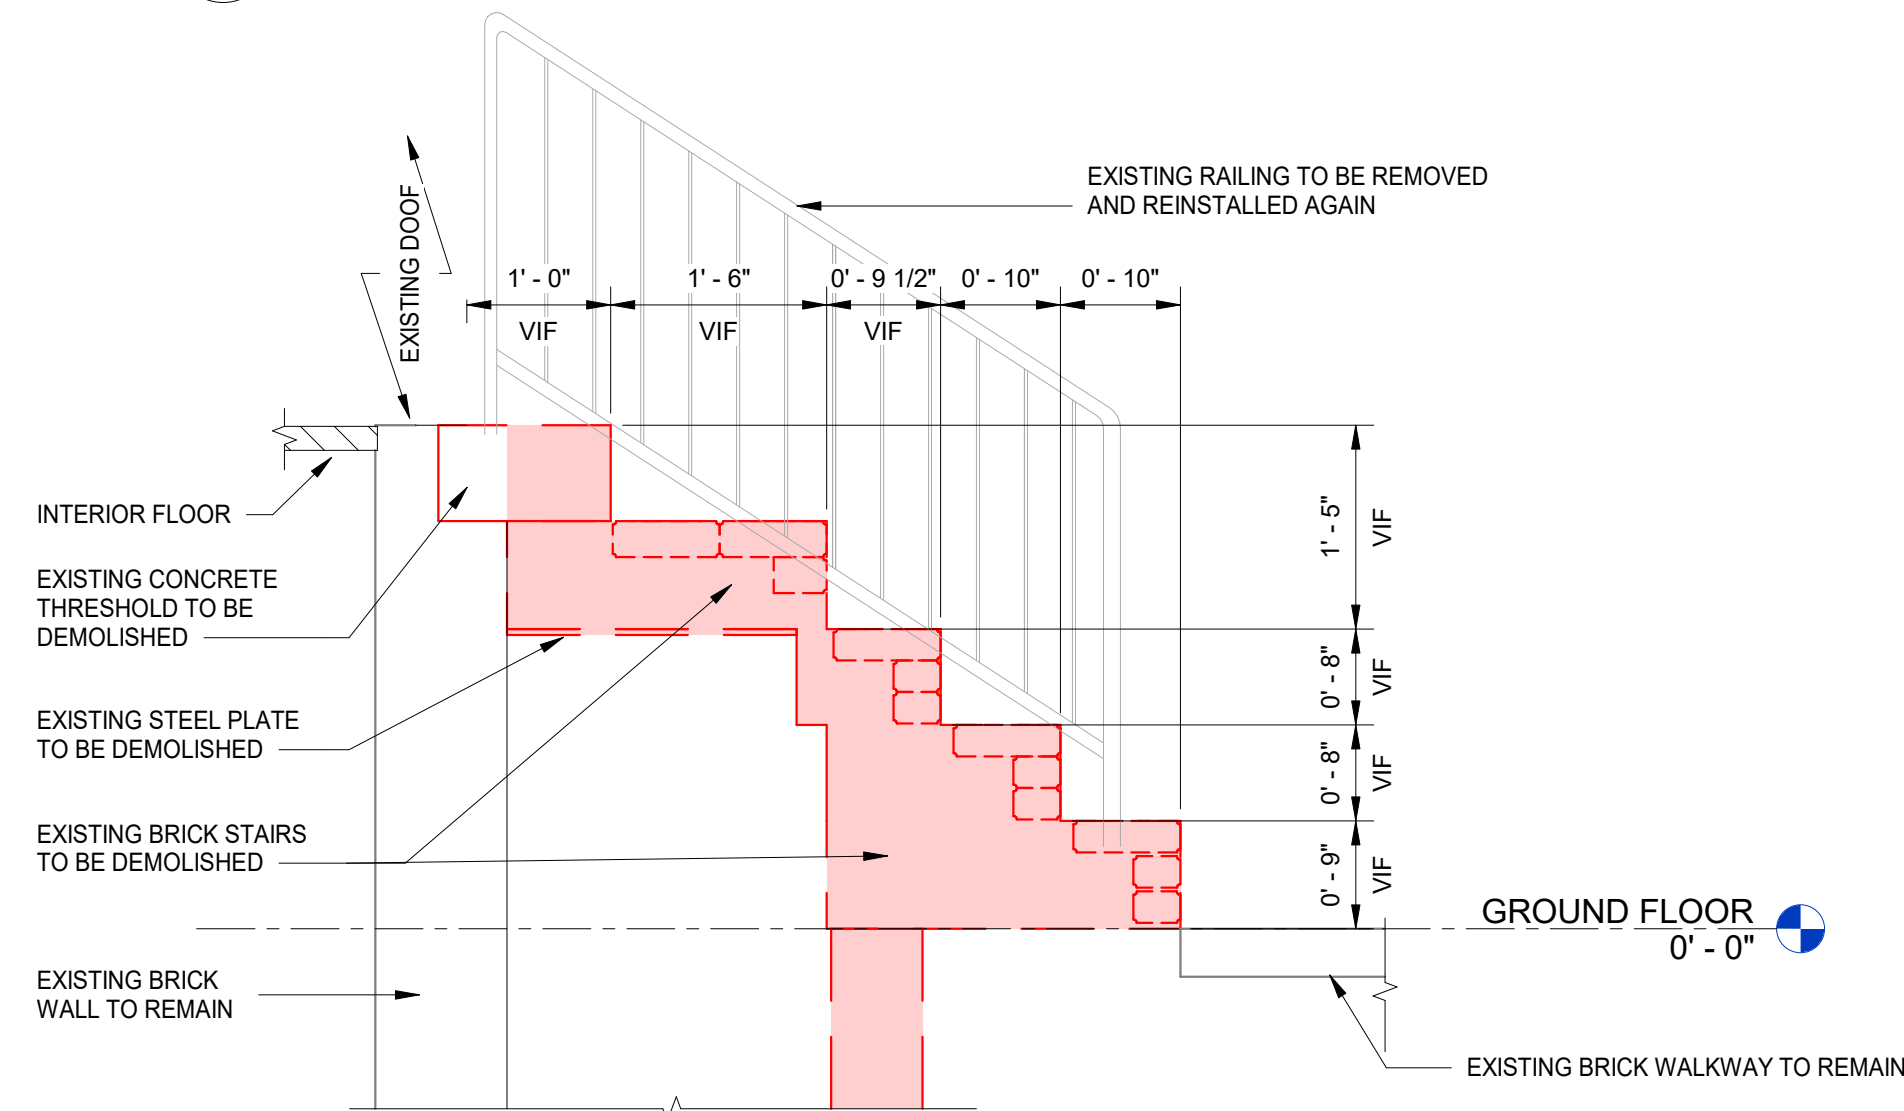 EXISTING RAILING TO BE REMOVED
AND REINSTALLED AGAIN
EXISTING DOOF
1' - 0"
1' - 6"
0' - 9 1/2"
0' - 10"
0' - 10"
VIF
VIF
VIF
INTERIOR FLOOR
EXISTING CONCRETE
THRESHOLD TO BE
DEMOLISHED
EXISTING STEEL PLATE
TO BE DEMOLISHED
EXISTING BRICK STAIRS
TO BE DEMOLISHED
EXISTING BRICK
WALL TO REMAIN
1' - 5"
VIF
0' - 8"
VIF
0' - 8"
VIF
0' - 9"
VIF
GROUND FLOOR
0' - 0"
EXISTING BRICK WALKWAY TO REMAIN